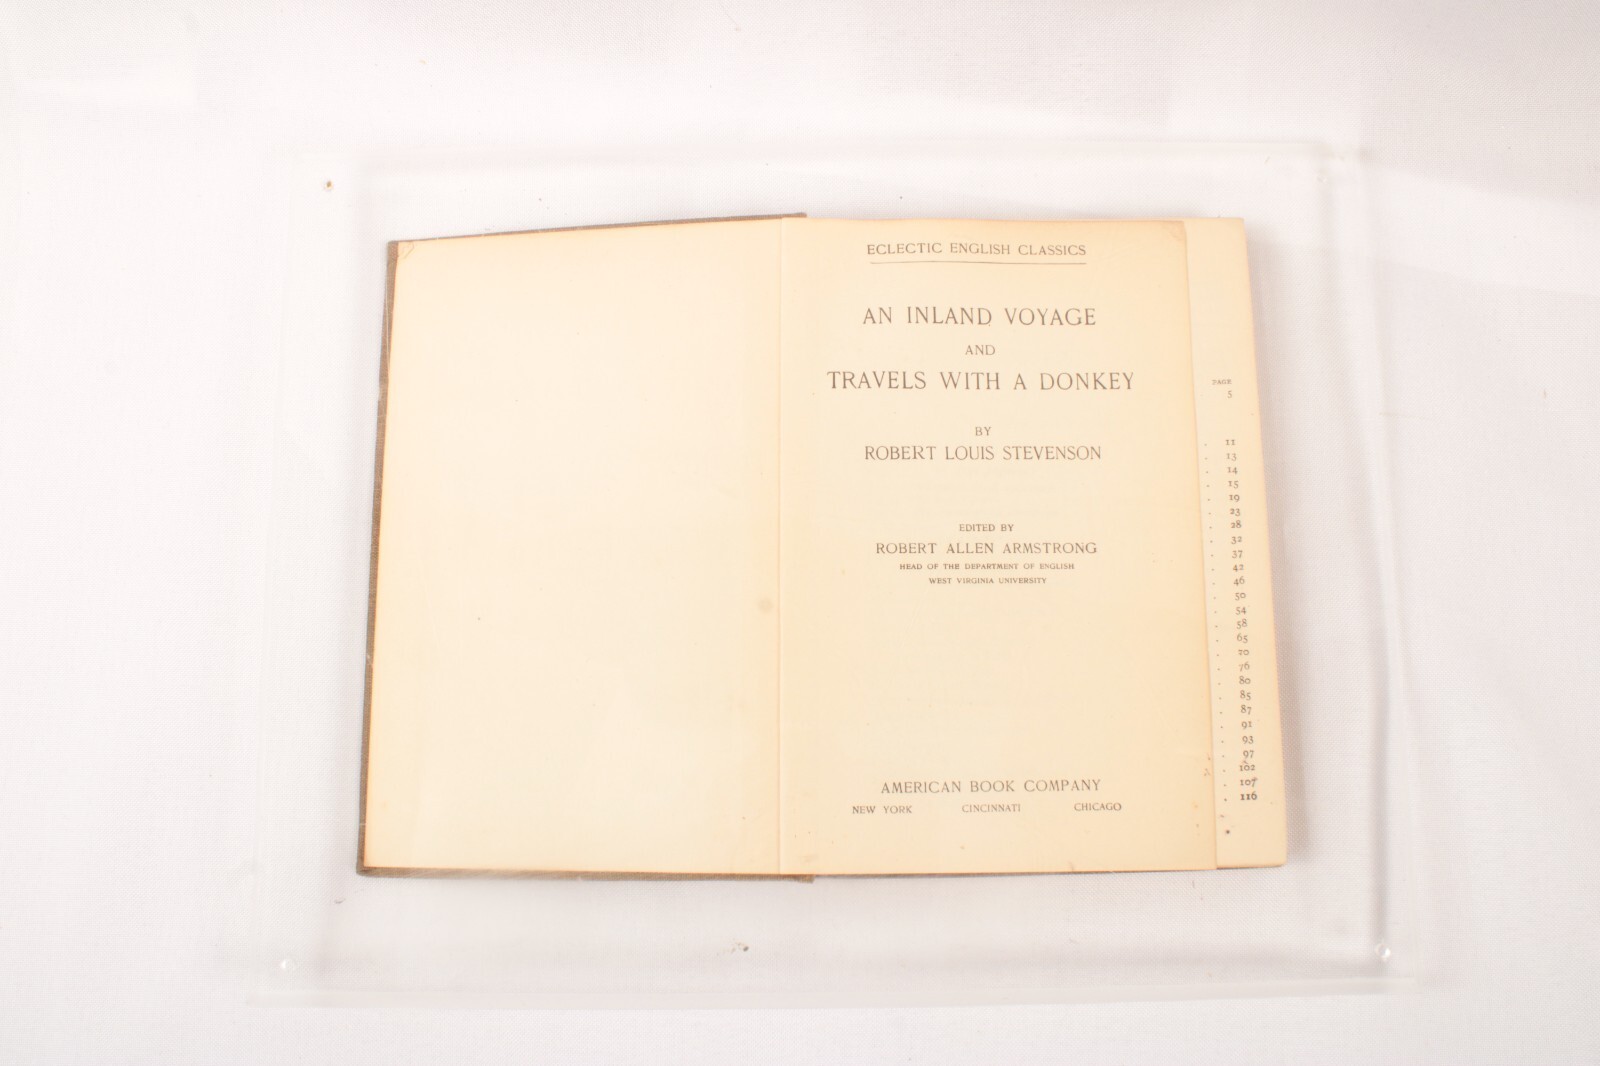 ECLECTIC ENGLISH CLASSICS
AN INLAND VOYAGE
AND
TRAVELS WITH A DONKEY
BY
ROBERT LOUIS STEVENSON
EDITED BY
ROBERT ALLEN ARMSTRONG
HEAD OF THE DEPARTMENT OF ENGLISH
WEST VIRGINIA UNIVERSITY
AMERICAN BOOK COMPANY
NEW YORK CINCINNATI CHICAGO
PAGE
5
. 11
. 13
. 14
. 15
. 19
. 23
. 28
. 32
. 37
. 42
. 46
. 50
. 54
. 58
. 65
. 70
. 76
. 80
. 85
. 87
. 91
. 93
. 97
. 102
. 107
. 116